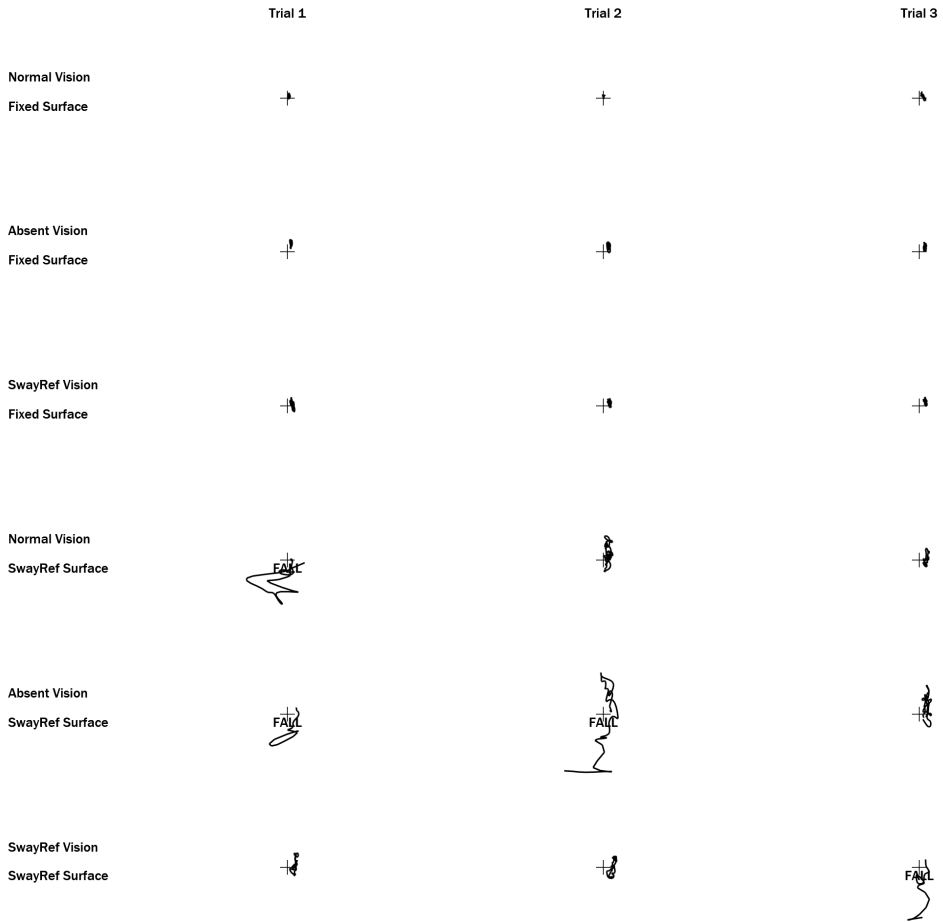 Trial 1 Trial 2 Trial 3
Normal Vision
Fixed Surface
Absent Vision
Fixed Surface
SwayRef Vision
Fixed Surface
Normal Vision
SwayRef Surface FALL
Absent Vision
SwayRef Surface FALL FALL
SwayRef Vision
SwayRef Surface FALL